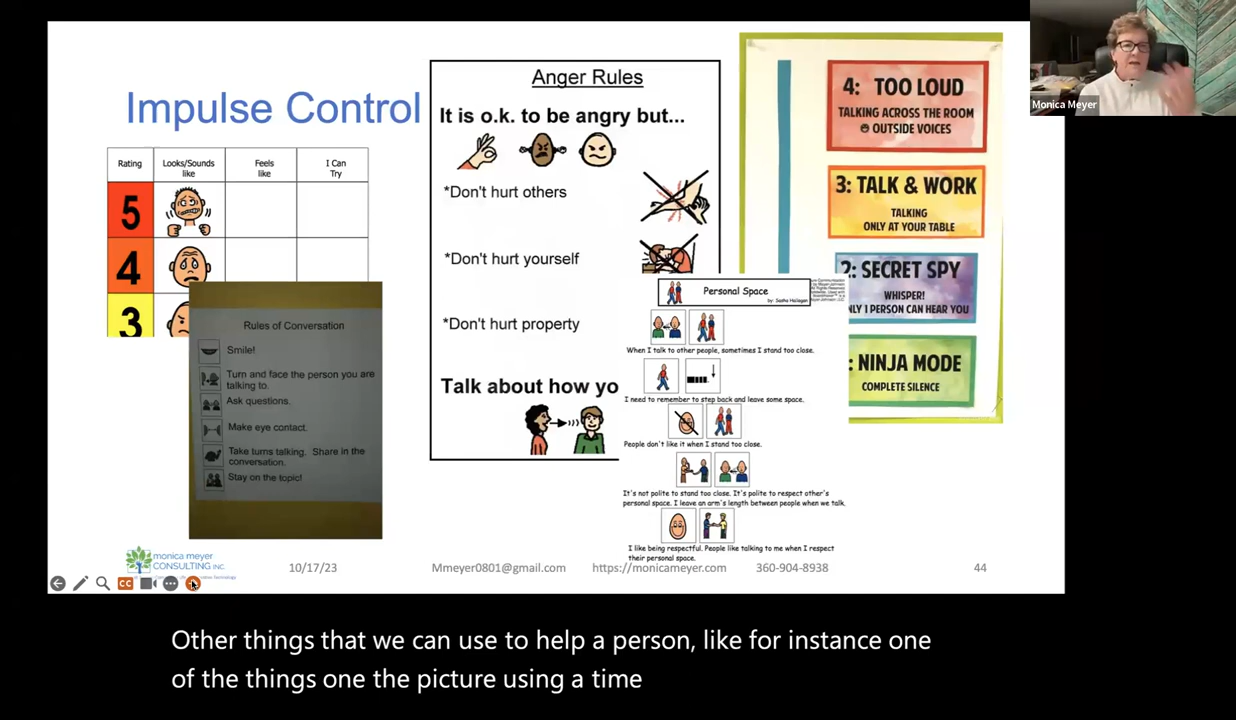 Impulse Control
Rating
Looks/Sounds
like
Feels
like
I Can
Try
5
4
3
Rules of Conversation
Smile!
Turn and face the person you are
talking to.
Ask questions.
Make eye contact.
Take turns talking. Share in the
conversation.
Stay on the topic!
Anger Rules
It is o.k. to be angry but...
*Don't hurt others
*Don't hurt yourself
*Don't hurt property
Talk about how yo
Personal Space
by: Sasha Hallagan
When I talk to other people, sometimes I stand too close.
I need to remember to step back and leave some space.
People don't like it when I stand too close.
It's not polite to stand too close. It's polite to respect other's
personal space. I leave an arm's length between people when we talk.
I like being respectful. People like talking to me when I respect
their personal space.
4: TOO LOUD
TALKING ACROSS THE ROOM
OUTSIDE VOICES
3: TALK & WORK
TALKING
ONLY AT YOUR TABLE
2: SECRET SPY
WHISPER!
NLY 1 PERSON CAN HEAR YOU
: NINJA MODE
COMPLETE SILENCE
Monica Meyer
monica meyer
CONSULTING INC.
10/17/23
Mmeyer0801@gmail.com
https://monicameyer.com
360-904-8938
44
CC
Other things that we can use to help a person, like for instance one
of the things one the picture using a time